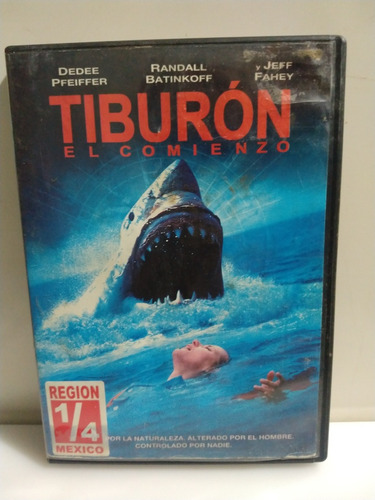 DEDEE PFEIFFER
RANDALL BATINKOFF
Y JEFF FAHEY
TIBURÓN
EL COMIENZO
REGION
1/4
MEXICO
POR LA NATURALEZA. ALTERADO POR EL HOMBRE.
CONTROLADO POR NADIE.